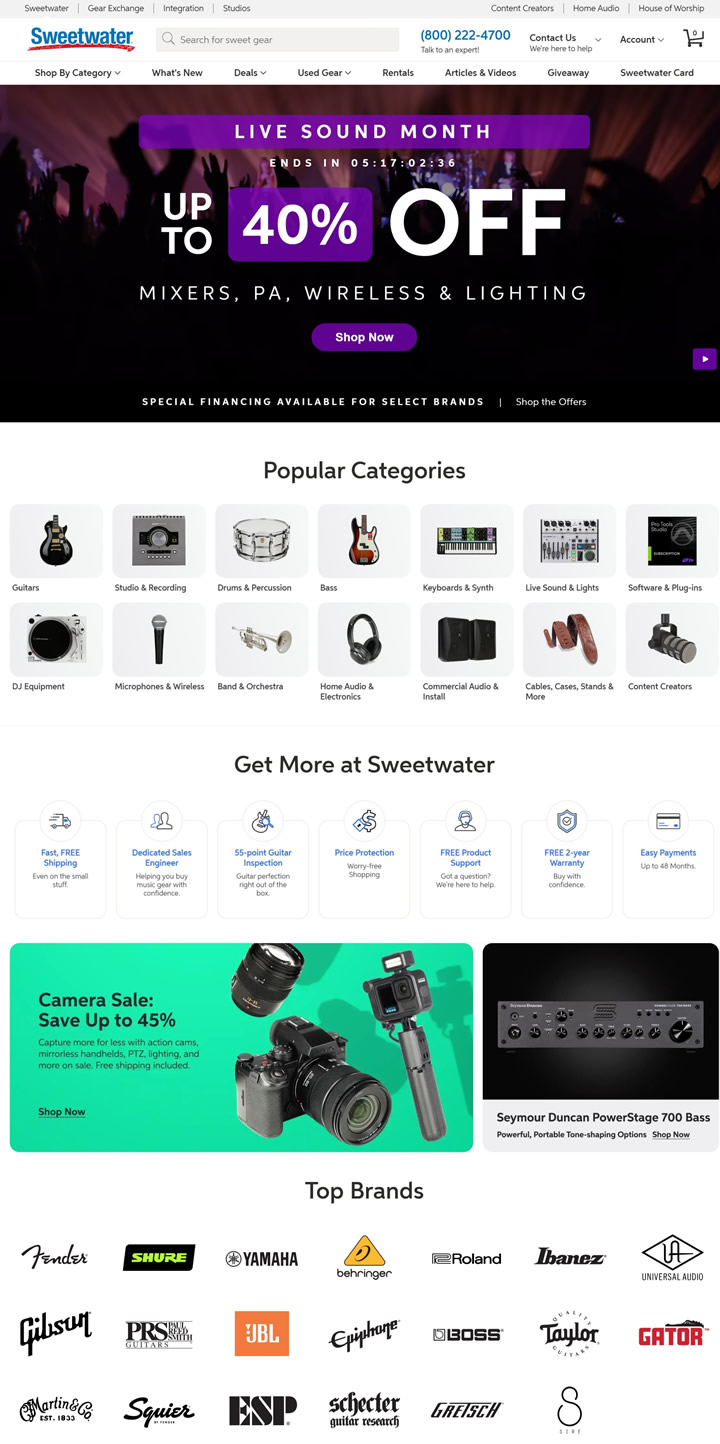 Sweetwater
Gear Exchange
Integration
Studios
Content Creators
Home Audio
House of Worship
Sweetwater
Search for sweet gear
(800) 222-4700
Talk to an expert!
Contact Us
We're here to help
Account
0
Shop By Category
What's New
Deals
Used Gear
Rentals
Articles & Videos
Giveaway
Sweetwater Card
LIVE SOUND MONTH
ENDS IN 05:17:02:36
UP TO 40% OFF
MIXERS, PA, WIRELESS & LIGHTING
Shop Now
SPECIAL FINANCING AVAILABLE FOR SELECT BRANDS | Shop the Offers
Popular Categories
Pro Tools
Studio
SUBSCRIPTION
Guitars
Studio & Recording
Drums & Percussion
Bass
Keyboards & Synth
Live Sound & Lights
Software & Plug-ins
DJ Equipment
Microphones & Wireless
Band & Orchestra
Home Audio &
Electronics
Commercial Audio &
Install
Cables, Cases, Stands &
More
Content Creators
Get More at Sweetwater
Fast, FREE
Shipping
Even on the small
stuff.
Dedicated Sales
Engineer
Helping you buy
music gear with
confidence.
55-point Guitar
Inspection
Guitar perfection
right out of the
box.
Price Protection
Worry-free
Shopping
FREE Product
Support
Got a question?
We're here to help.
FREE 2-year
Warranty
Buy with
confidence.
Easy Payments
Up to 48 Months.
Camera Sale:
Save Up to 45%
Capture more for less with action cams,
mirrorless handhelds, PTZ, lighting, and
more on sale. Free shipping included.
Shop Now
Seymour Duncan
Seymour Duncan PowerStage 700 Bass
Powerful, Portable Tone-shaping Options Shop Now
Top Brands
Fender
SHURE
YAMAHA
behringer
Roland
Ibanez
UA
UNIVERSAL AUDIO
Gibson
PRS PAUL REED SMITH
GUITARS
JBL
Epiphone
BOSS
QUALITY
Taylor
GUITARS
GATOR
Martin & Co.
EST. 1833
Squier
BY FENDER
ESP
schecter
guitar research
GRETSCH
SIRE